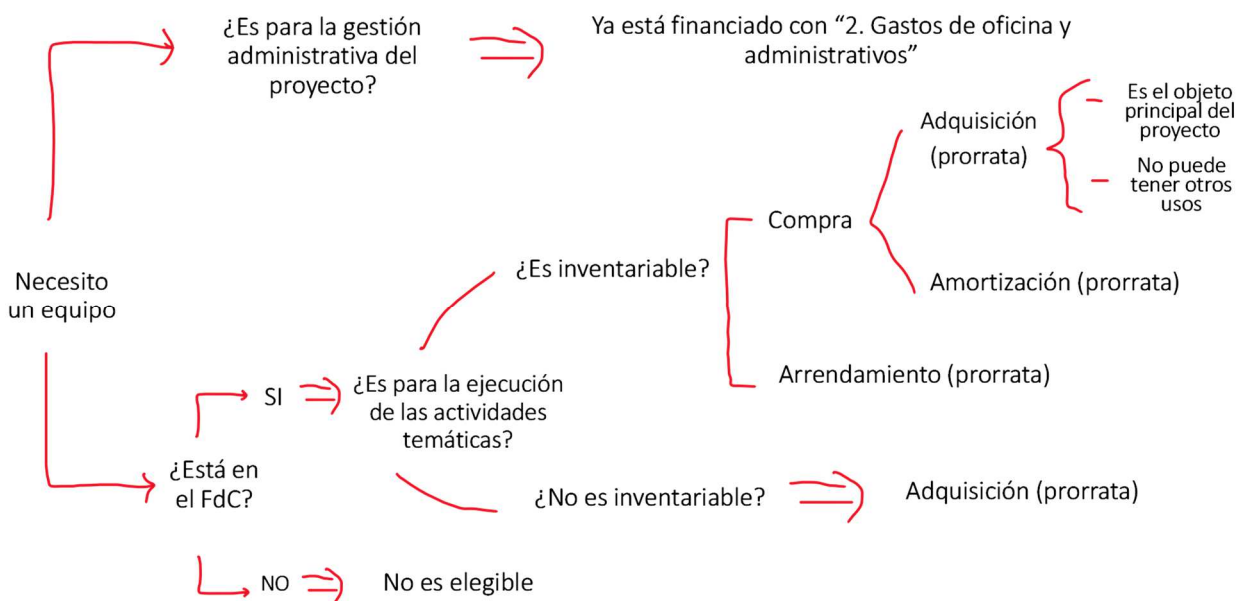 ¿Es para la gestión
administrativa del
proyecto?
Ya está financiado con “2. Gastos de oficina y
administrativos”
Es el objeto
principal del
proyecto
Adquisición
(prorrata)
No puede
tener otros
usos
Compra
¿Es inventariable?
Necesito
un equipo
Amortización (prorrata)
Arrendamiento (prorrata)
SI
¿Es para la ejecución
de las actividades
temáticas?
¿Está en
el FdC?
¿No es inventariable?
Adquisición (prorrata)
NO
No es elegible